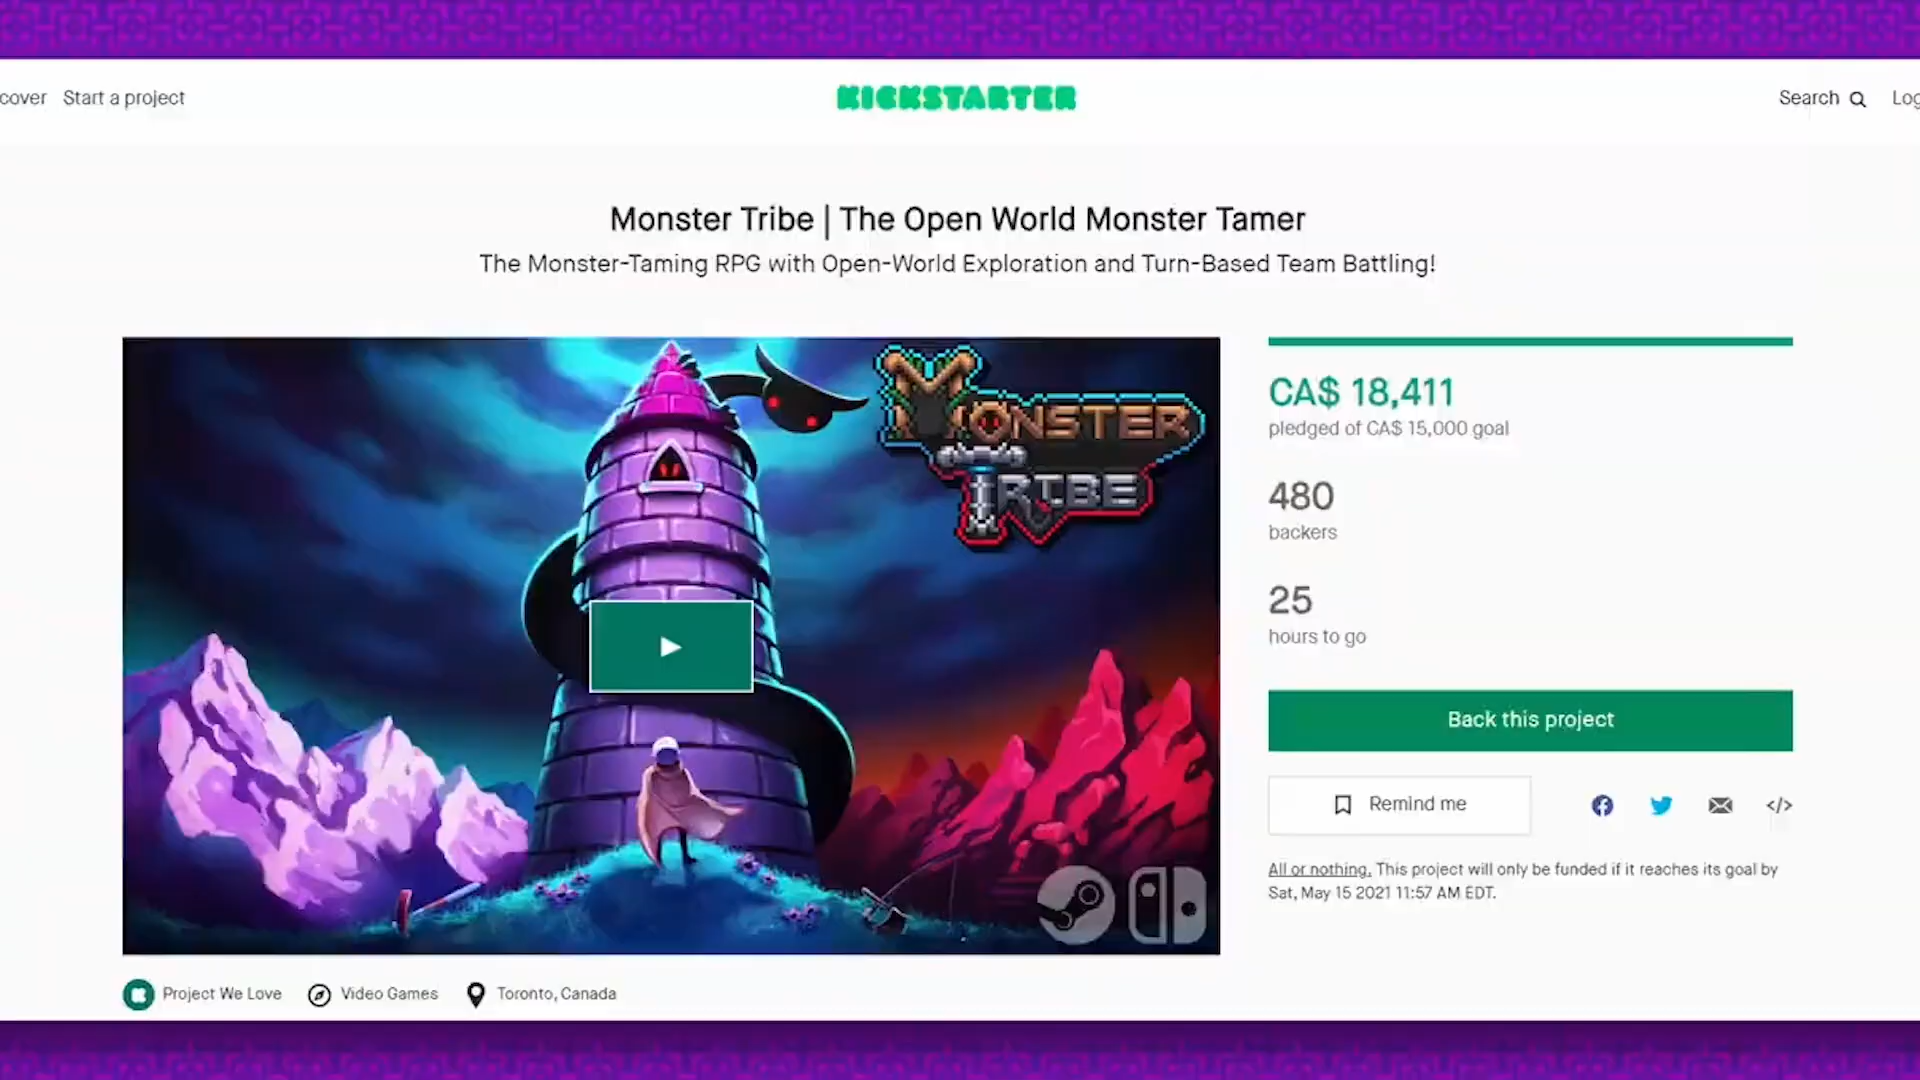 cover Start a project KICKSTARTER Search Log
Monster Tribe | The Open World Monster Tamer
The Monster-Taming RPG with Open-World Exploration and Turn-Based Team Battling!
MONSTER
TRIBE
CA$ 18,411
pledged of CA$ 15,000 goal
480
backers
25
hours to go
Back this project
Remind me
All or nothing. This project will only be funded if it reaches its goal by
Sat, May 15 2021 11:57 AM EDT.
Project We Love Video Games Toronto, Canada